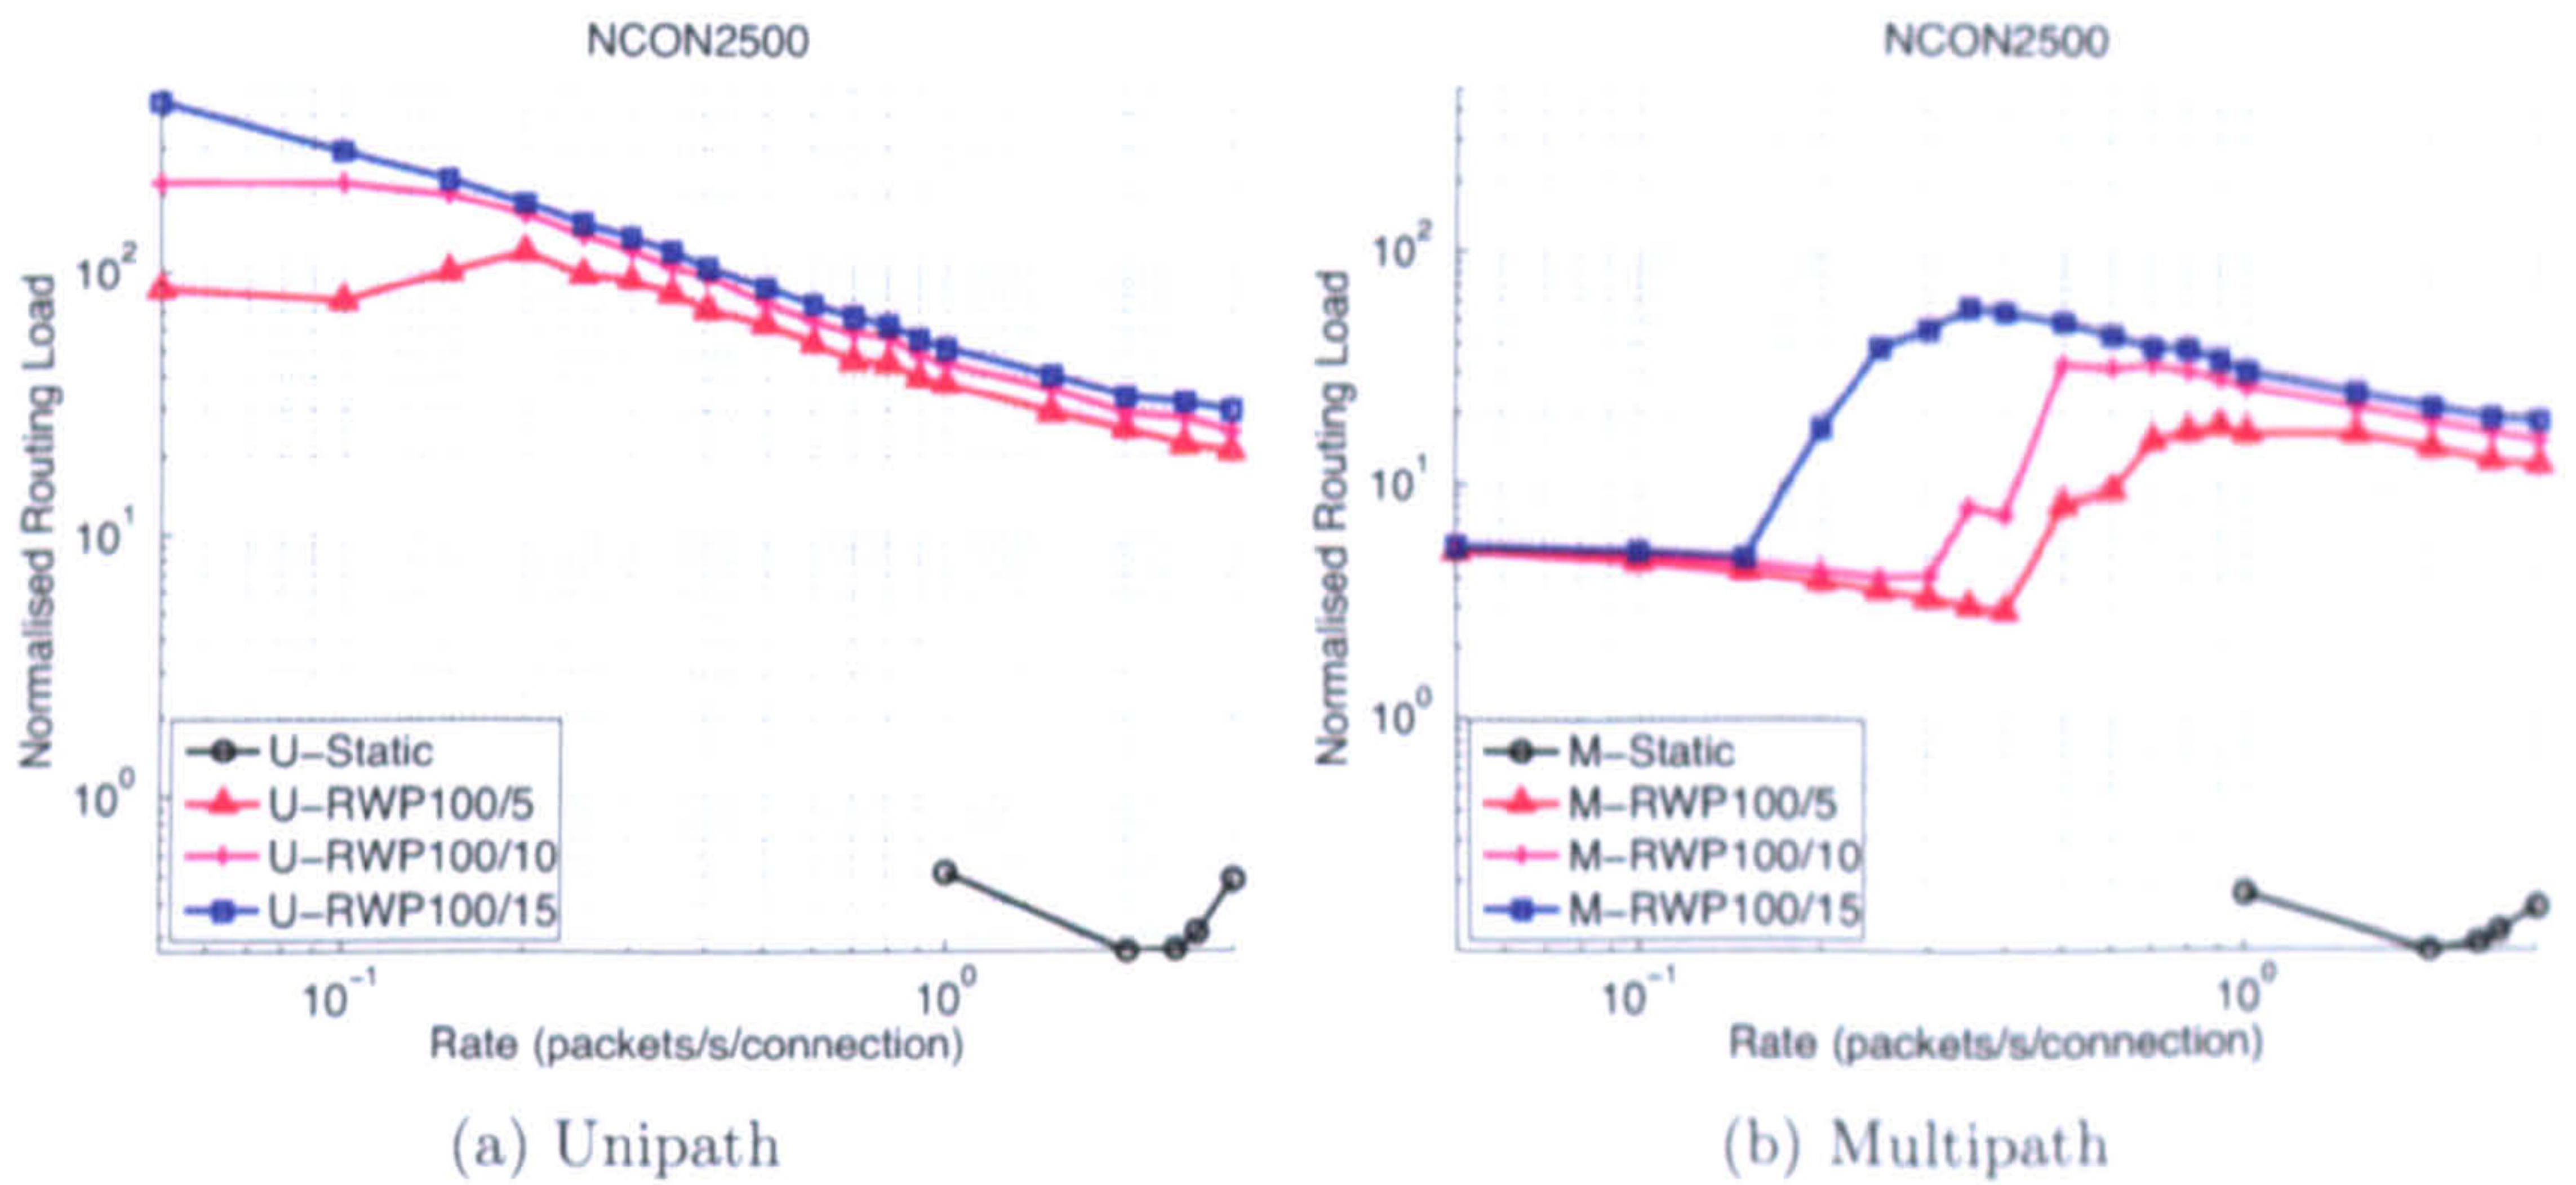 NCON2500
Normalised Routing Load
10^2
10^1
10^0
U-Static
U-RWP100/5
U-RWP100/10
U-RWP100/15
10^-1
10^0
Rate (packets/s/connection)
(a) Unipath
NCON2500
Normalised Routing Load
10^2
10^1
10^0
M-Static
M-RWP100/5
M-RWP100/10
M-RWP100/15
10^-1
10^0
Rate (packets/s/connection)
(b) Multipath